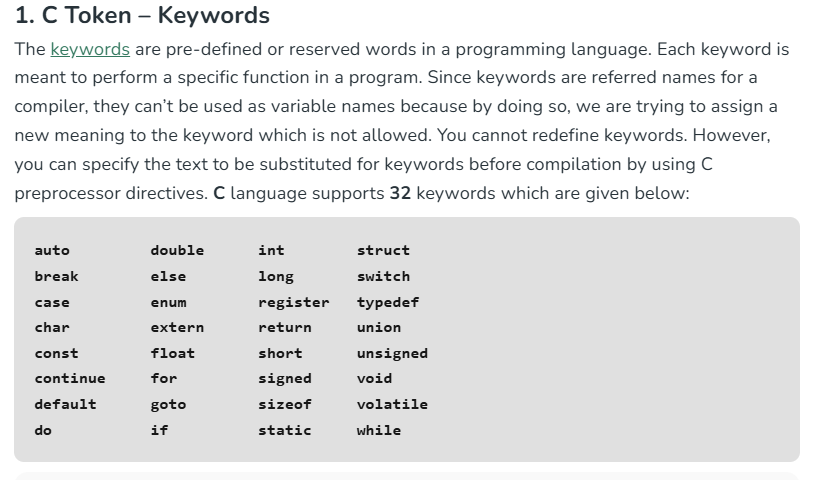 1. C Token – Keywords
The keywords are pre-defined or reserved words in a programming language. Each keyword is
meant to perform a specific function in a program. Since keywords are referred names for a
compiler, they can’t be used as variable names because by doing so, we are trying to assign a
new meaning to the keyword which is not allowed. You cannot redefine keywords. However,
you can specify the text to be substituted for keywords before compilation by using C
preprocessor directives. C language supports 32 keywords which are given below:
auto double int struct
break else long switch
case enum register typedef
char extern return union
const float short unsigned
continue for signed void
default goto sizeof volatile
do if static while